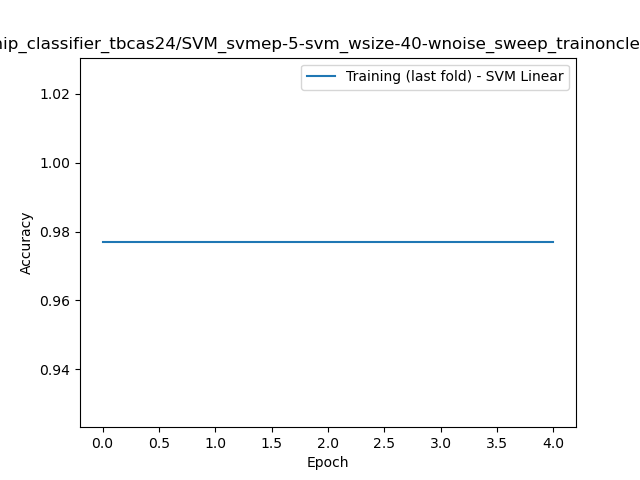 ip_classifier_tbcas24/SVM_svmep-5-svm_wsize-40-wnoise_sweep_trainoncle
Training (last fold) - SVM Linear
1.02
1.00
0.98
0.96
0.94
Accuracy
0.0 0.5 1.0 1.5 2.0 2.5 3.0 3.5 4.0
Epoch